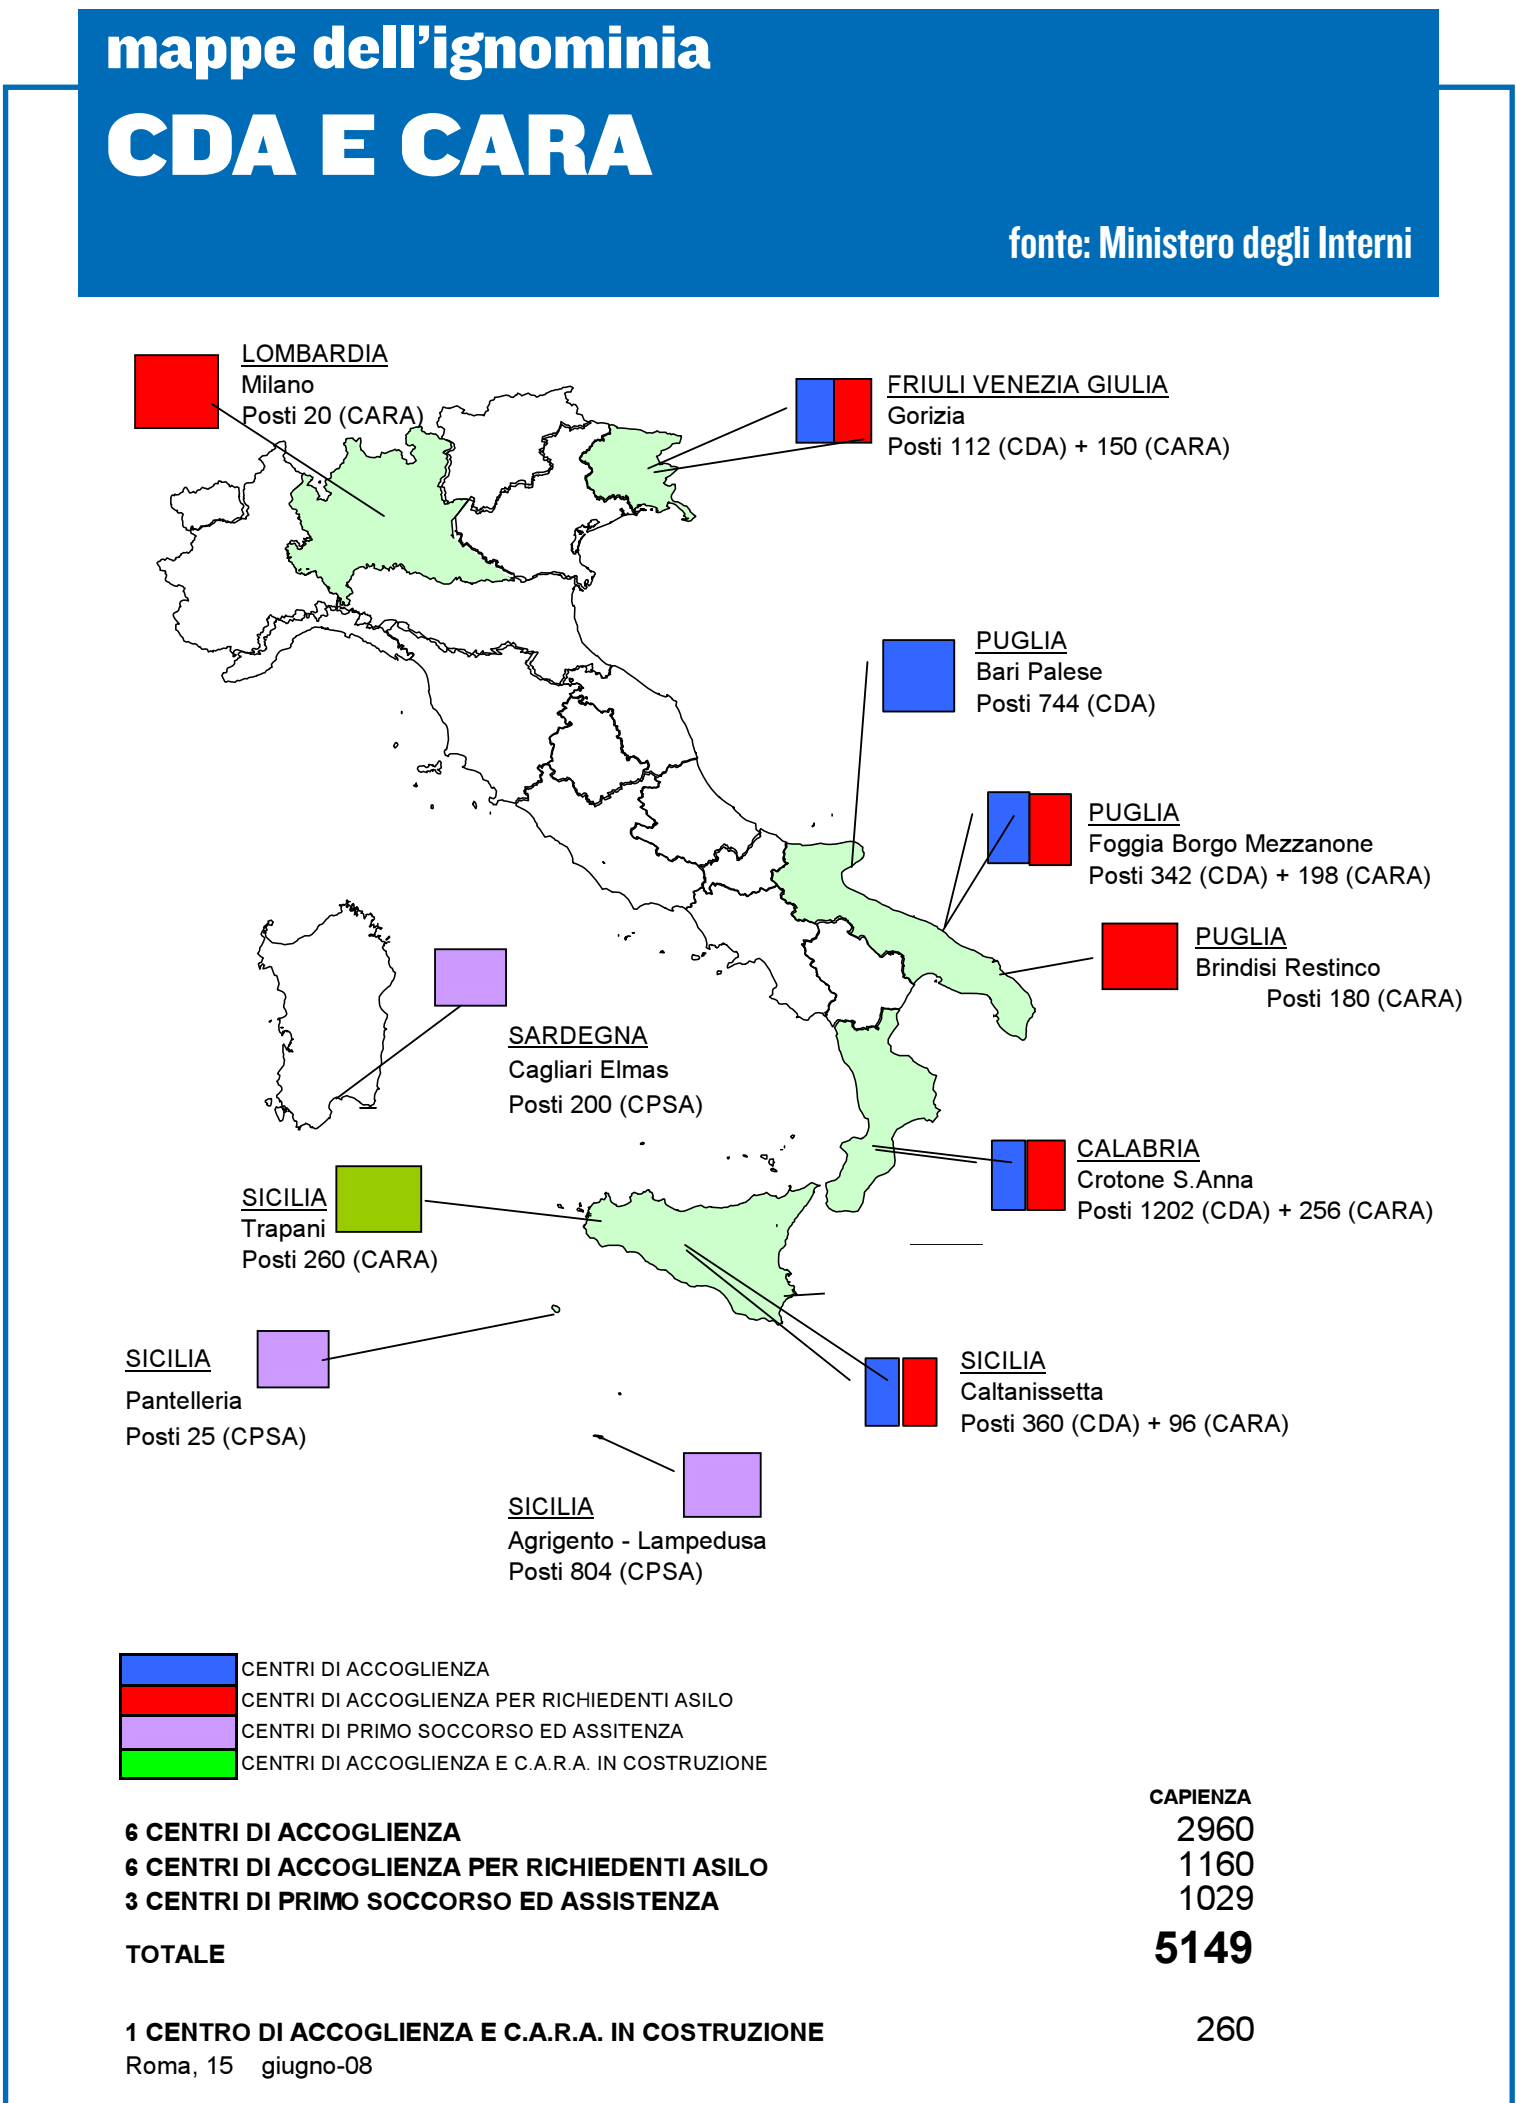 mappe dell’ignominia
CDA E CARA
fonte: Ministero degli Interni
LOMBARDIA
Milano
Posti 20 (CARA)
FRIULI VENEZIA GIULIA
Gorizia
Posti 112 (CDA) + 150 (CARA)
PUGLIA
Bari Palese
Posti 744 (CDA)
PUGLIA
Foggia Borgo Mezzanone
Posti 342 (CDA) + 198 (CARA)
PUGLIA
Brindisi Restinco
Posti 180 (CARA)
SARDEGNA
Cagliari Elmas
Posti 200 (CPSA)
CALABRIA
Crotone S.Anna
Posti 1202 (CDA) + 256 (CARA)
SICILIA
Trapani
Posti 260 (CARA)
SICILIA
Pantelleria
Posti 25 (CPSA)
SICILIA
Caltanissetta
Posti 360 (CDA) + 96 (CARA)
SICILIA
Agrigento - Lampedusa
Posti 804 (CPSA)
CENTRI DI ACCOGLIENZA
CENTRI DI ACCOGLIENZA PER RICHIEDENTI ASILO
CENTRI DI PRIMO SOCCORSO ED ASSITENZA
CENTRI DI ACCOGLIENZA E C.A.R.A. IN COSTRUZIONE
CAPIENZA
6 CENTRI DI ACCOGLIENZA 2960
6 CENTRI DI ACCOGLIENZA PER RICHIEDENTI ASILO 1160
3 CENTRI DI PRIMO SOCCORSO ED ASSISTENZA 1029
TOTALE 5149
1 CENTRO DI ACCOGLIENZA E C.A.R.A. IN COSTRUZIONE 260
Roma, 15 giugno-08